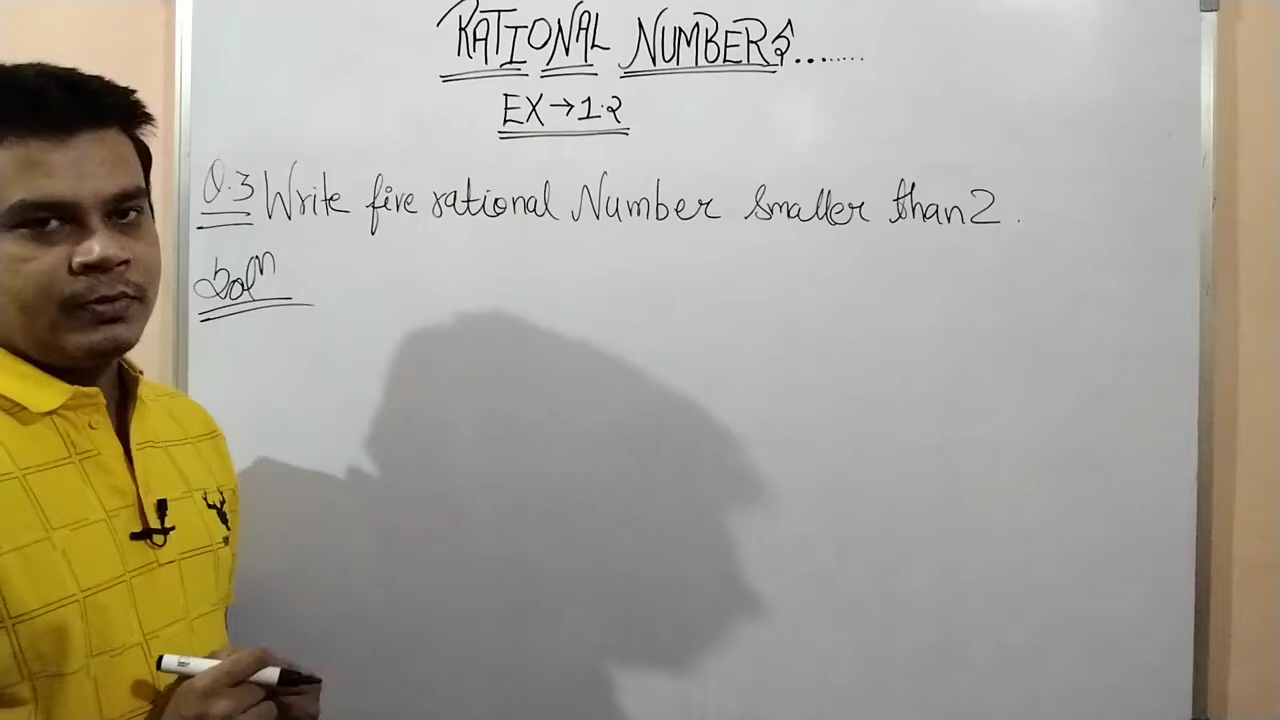 RATIONAL NUMBERS........
EX→1.2
Q.3 Write five rational Number smaller than 2.
Solⁿ